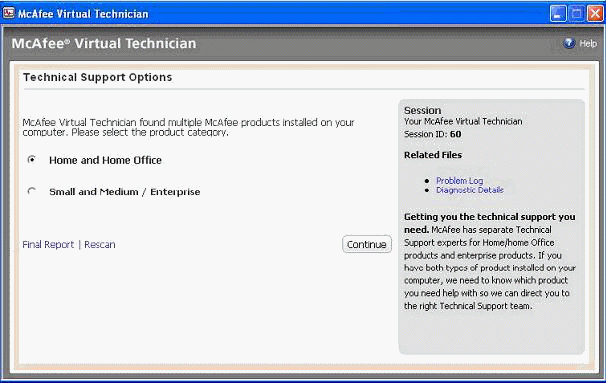 McAfee Virtual Technician
McAfee® Virtual Technician
Help
Technical Support Options
McAfee Virtual Technician found multiple McAfee products installed on your
computer. Please select the product category.
Home and Home Office
Small and Medium / Enterprise
Final Report | Rescan
Continue
Session
Your McAfee Virtual Technician
Session ID: 60
Related Files
• Problem Log
• Diagnostic Details
Getting you the technical support you
need. McAfee has separate Technical
Support experts for Home/home Office
products and enterprise products. If you
have both types of product installed on your
computer, we need to know which product
you need help with so we can direct you to
the right Technical Support team.